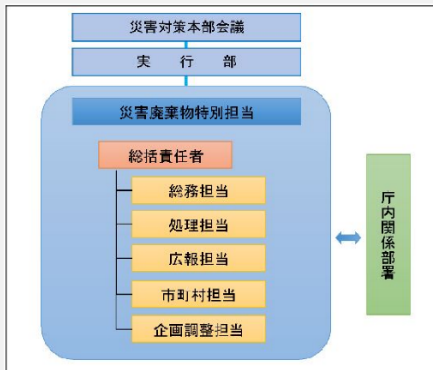 災害対策本部会議
実 行 部
災害廃棄物特別担当
総括責任者
総務担当
処理担当
広報担当
市町村担当
企画調整担当
庁内関係部署